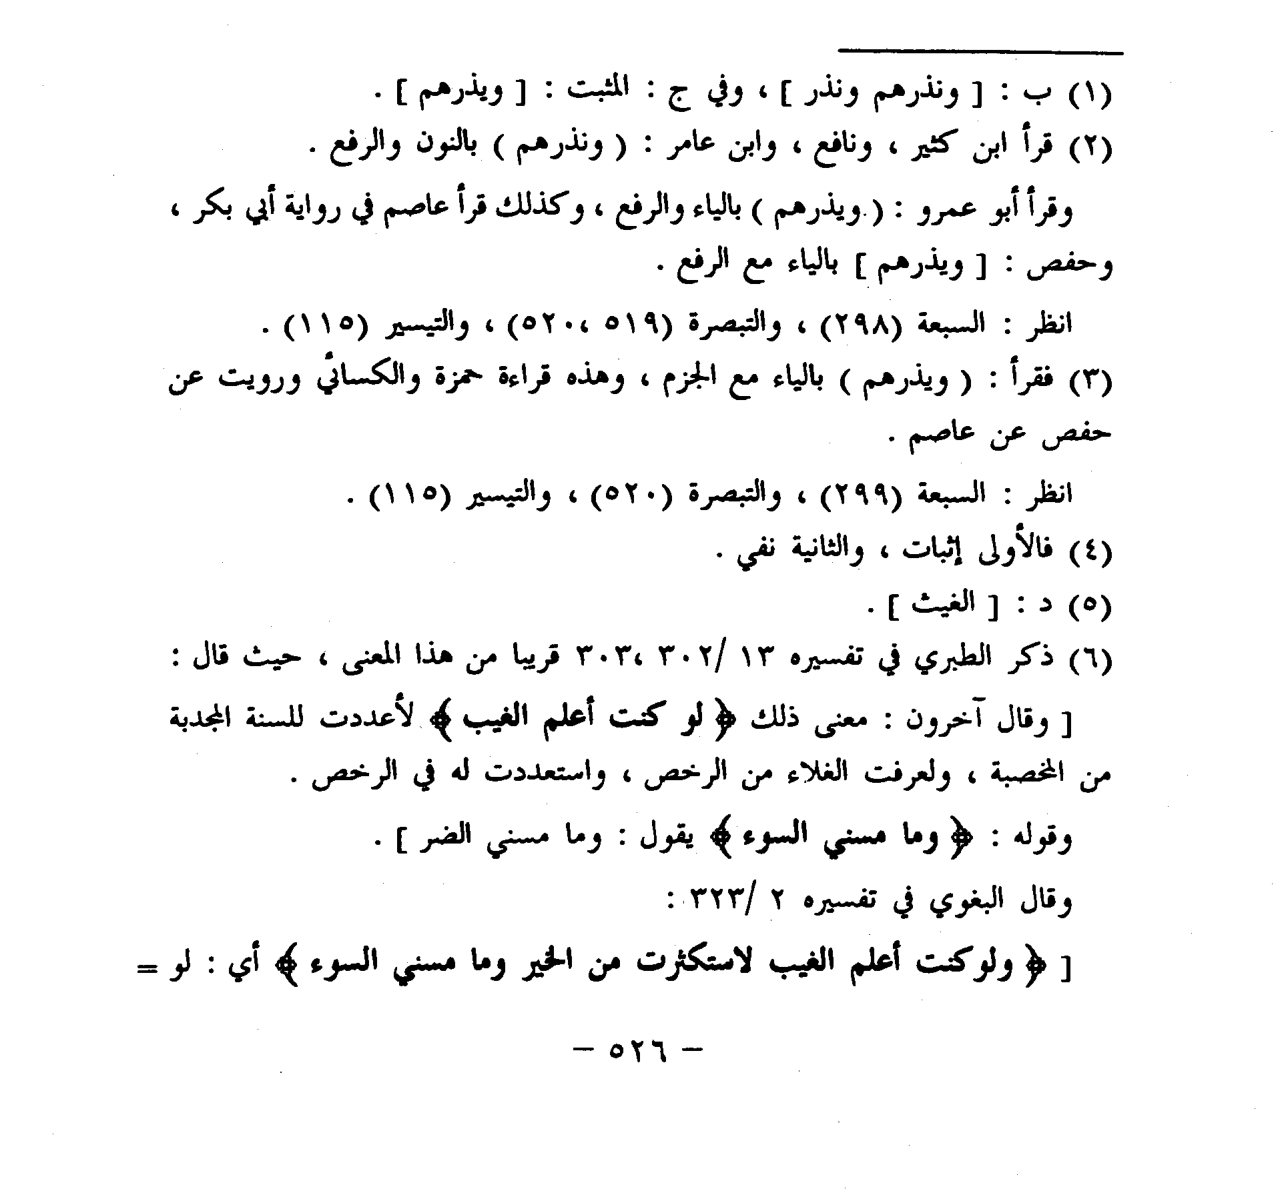 (١) ب : [ ونذرهم ونذر ] ، وفي ج : المثبت : [ ويذرهم ] .
(٢) قرأ ابن كثير ، ونافع ، وابن عامر : ( ونذرهم ) بالنون والرفع .
وقرأ أبو عمرو : ( ويذرهم ) بالياء والرفع ، وكذلك قرأ عاصم في رواية أبي بكر ،
وحفص : [ ويذرهم ] بالياء مع الرفع .
انظر : السبعة (٢٩٨) ، والتبصرة (٥١٩ ،٥٢٠) ، والتيسير (١١٥) .
(٣) فقرأ : ( ويذرهم ) بالياء مع الجزم ، وهذه قراءة حمزة والكسائي ورويت عن
حفص عن عاصم .
انظر : السبعة (٢٩٩) ، والتبصرة (٥٢٠) ، والتيسير (١١٥) .
(٤) فالأولى إثبات ، والثانية نفي .
(٥) د : [ الغيث ] .
(٦) ذكر الطبري في تفسيره ١٣ /٣٠٢ ،٣٠٣ قريبا من هذا المعنى ، حيث قال :
[ وقال آخرون : معنى ذلك ﴿ لو كنت أعلم الغيب ﴾ لأعددت للسنة المجدبة
من المخصبة ، ولعرفت الغلاء من الرخص ، واستعددت له في الرخص .
وقوله : ﴿ وما مسني السوء ﴾ يقول : وما مسني الضر ] .
وقال البغوي في تفسيره ٢ /٣٢٣ :
[ ﴿ ولو كنت أعلم الغيب لاستكثرت من الخير وما مسني السوء ﴾ أي : لو =
– ٥٢٦ –